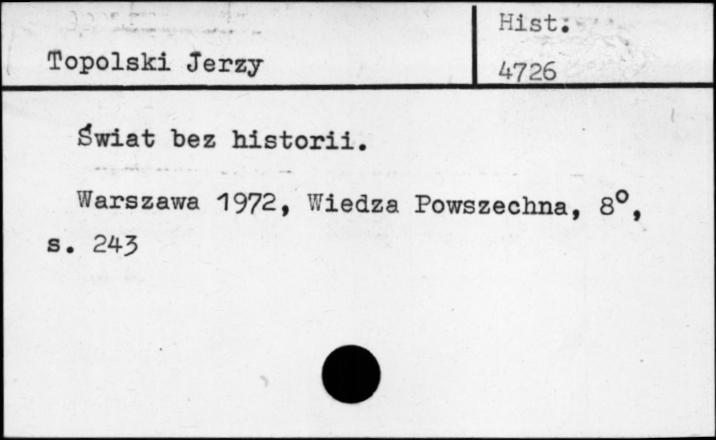 Hist.
Topolski Jerzy
4726
Świat bez historii.
Warszawa 1972, Wiedza Powszechna, 8°,
s. 243